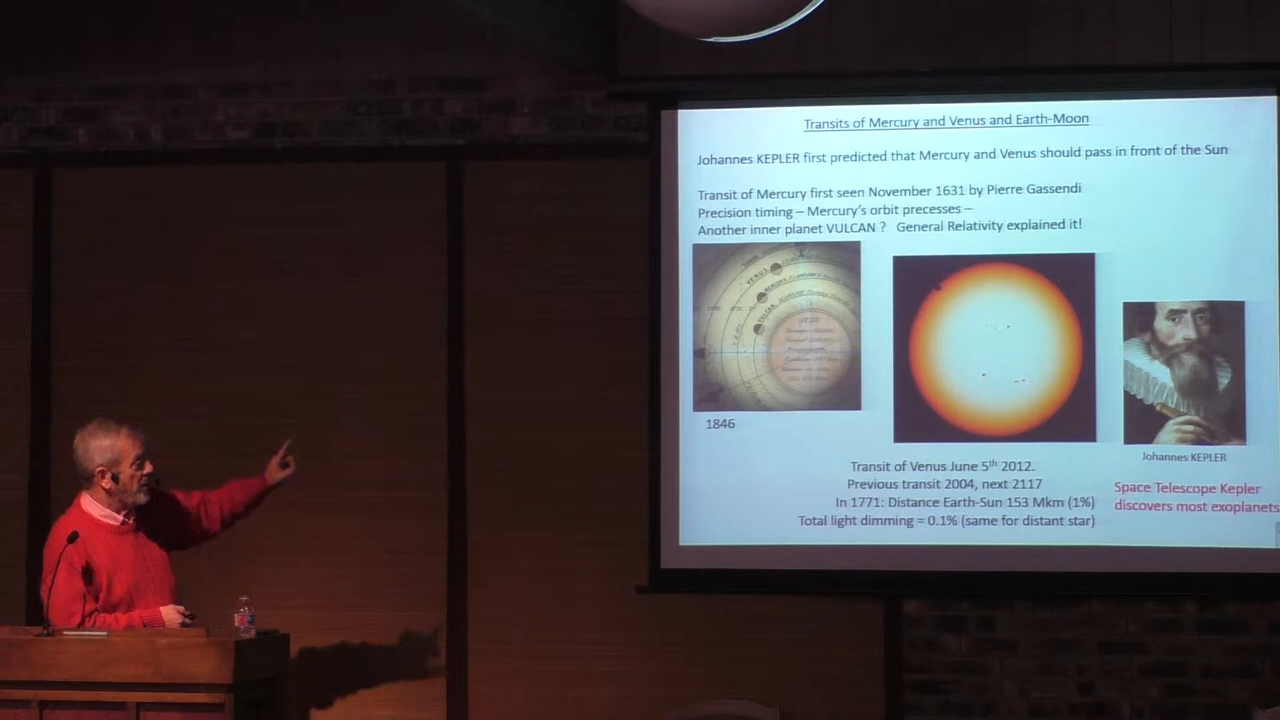 Transits of Mercury and Venus and Earth-Moon
Johannes KEPLER first predicted that Mercury and Venus should pass in front of the Sun
Transit of Mercury first seen November 1631 by Pierre Gassendi
Precision timing – Mercury's orbit precesses –
Another inner planet VULCAN ? General Relativity explained it!
VENUS
MERCURY
VULCAN
1846
Johannes KEPLER
Transit of Venus June 5th 2012.
Previous transit 2004, next 2117
In 1771: Distance Earth-Sun 153 Mkm (1%)
Total light dimming = 0.1% (same for distant star)
Space Telescope Kepler
discovers most exoplanets